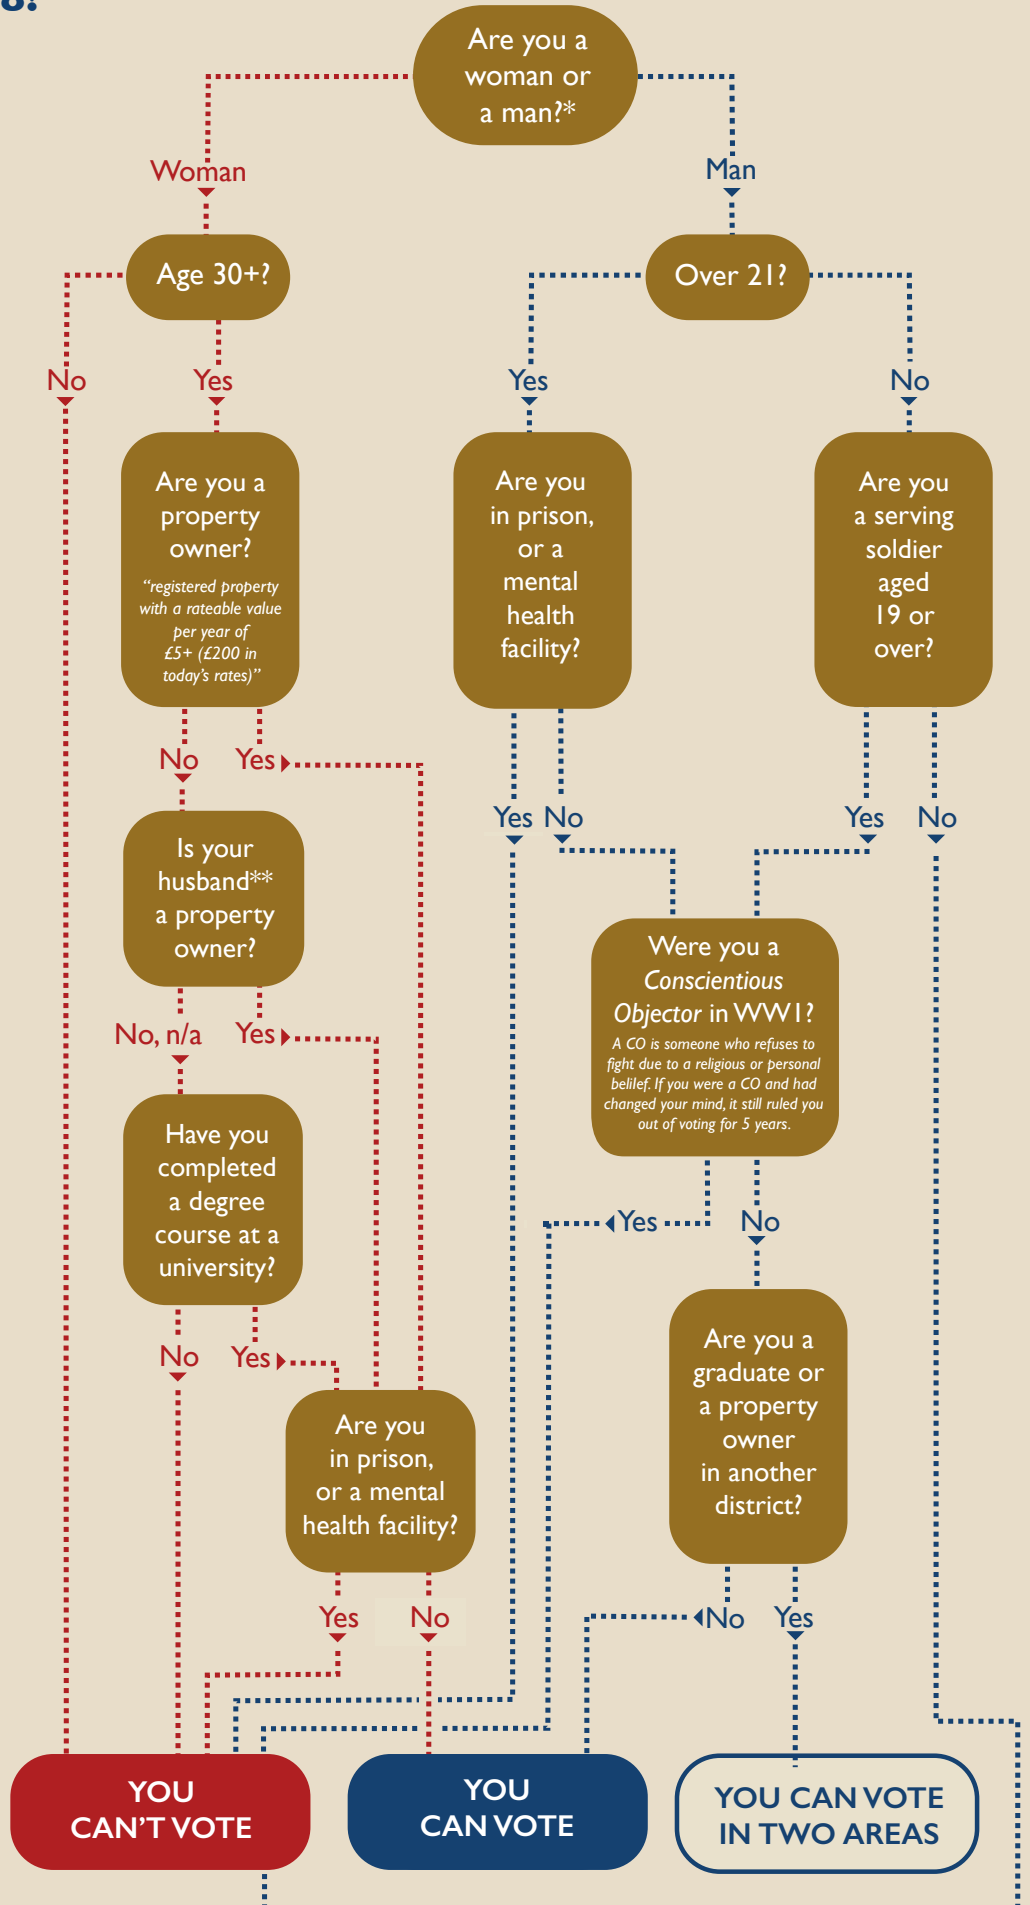 8?
Are you a
woman or
a man?*
Woman
Man
Age 30+?
Over 21?
No
Yes
Yes
No
Are you a
property
owner?
“registered property
with a rateable value
per year of
£5+ (£200 in
today’s rates)”
Are you
in prison,
or a
mental
health
facility?
Are you
a serving
soldier
aged
19 or
over?
No
Yes
Yes
No
Yes
No
Is your
husband**
a property
owner?
Were you a
Conscientious
Objector in WW1?
A CO is someone who refuses to
fight due to a religious or personal
belilef. If you were a CO and had
changed your mind, it still ruled you
out of voting for 5 years.
No, n/a
Yes
Have you
completed
a degree
course at a
university?
Yes
No
Are you a
graduate or
a property
owner
in another
district?
No
Yes
Are you
in prison,
or a mental
health facility?
Yes
No
No
Yes
YOU
CAN’T VOTE
YOU
CAN VOTE
YOU CAN VOTE
IN TWO AREAS